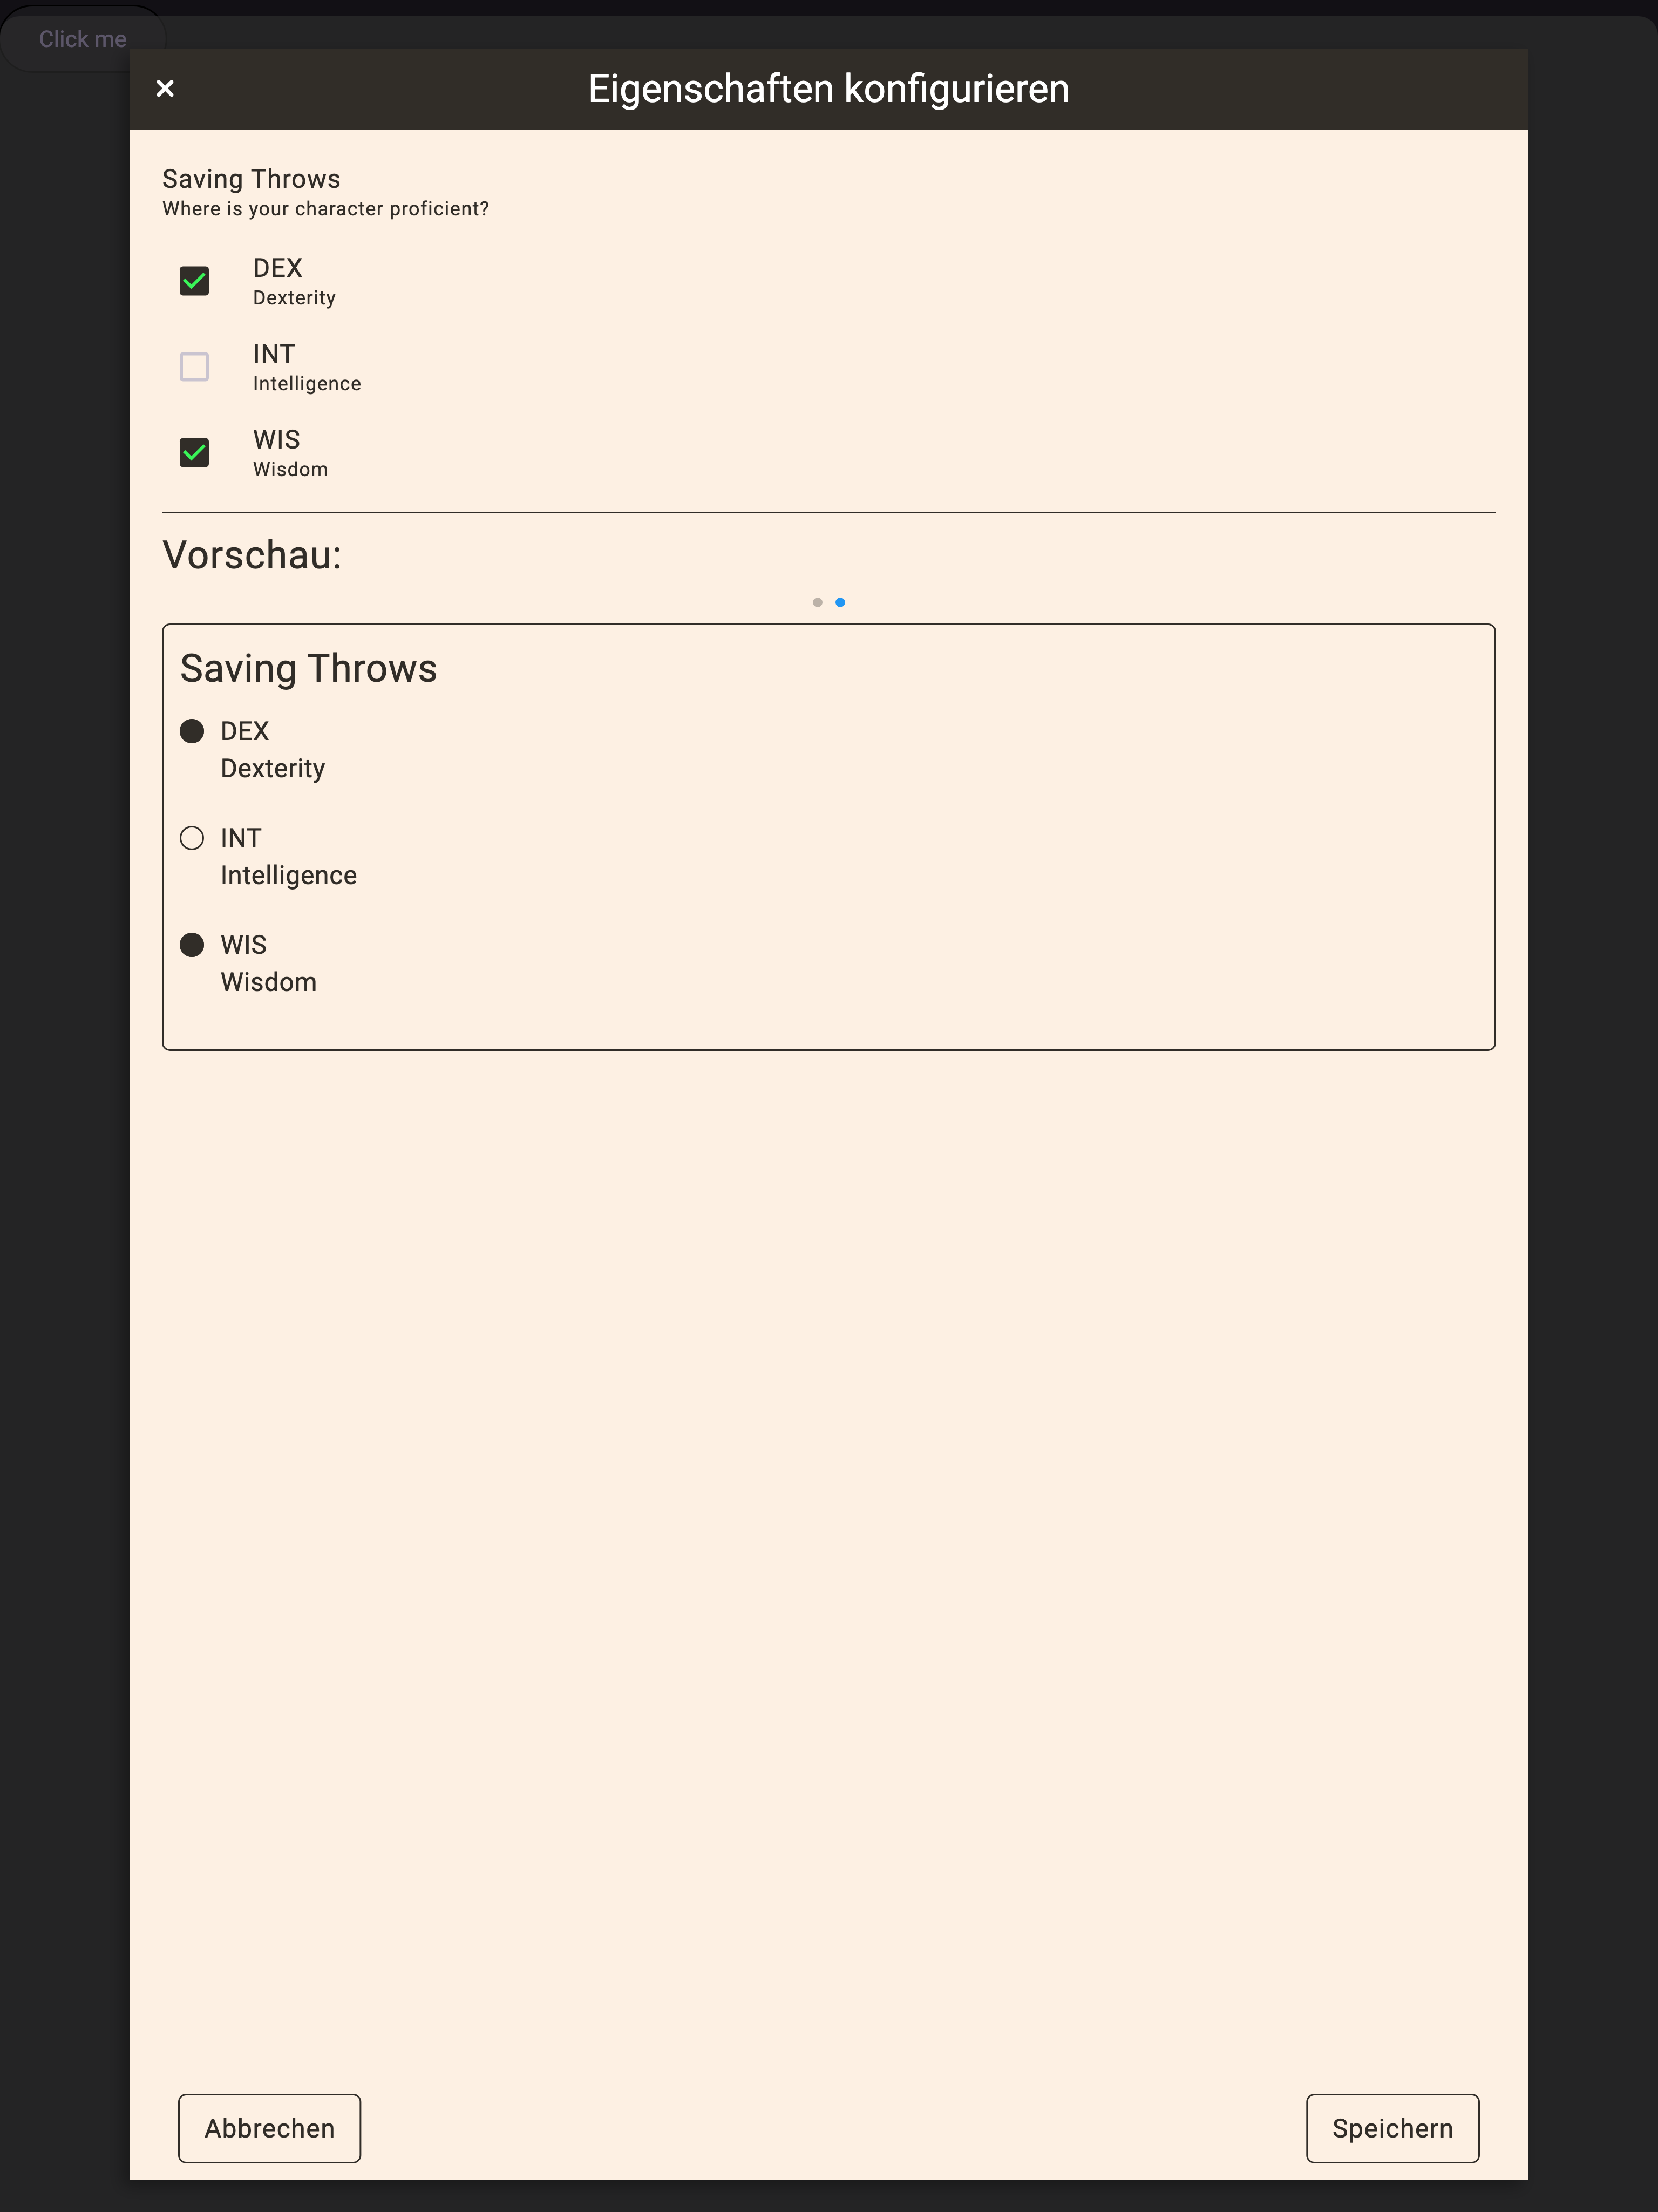 Click me
Eigenschaften konfigurieren
Saving Throws
Where is your character proficient?
DEX
Dexterity
INT
Intelligence
WIS
Wisdom
Vorschau:
Saving Throws
DEX
Dexterity
INT
Intelligence
WIS
Wisdom
Abbrechen
Speichern